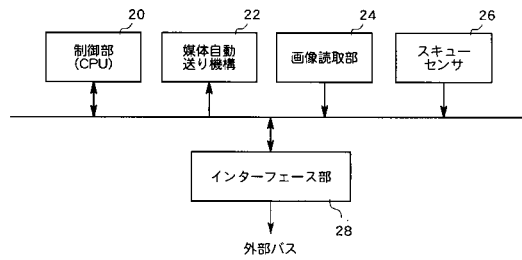 20
22
24
26
制御部
(CPU)
媒体自動
送り機構
画像読取部
スキュー
センサ
インターフェース部
28
外部バス